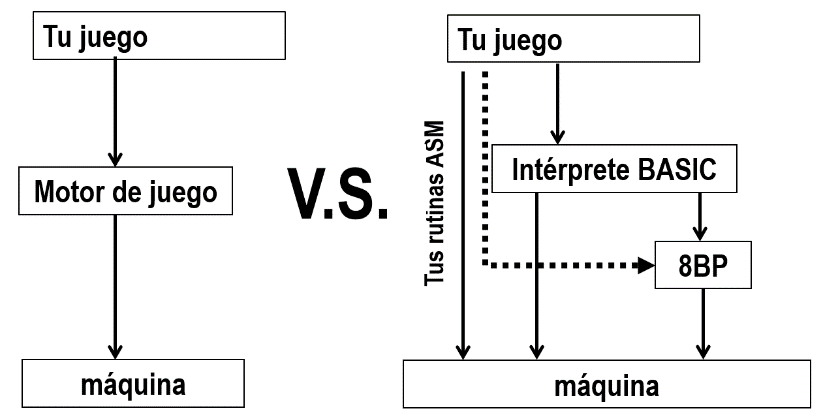 Tu juego
Motor de juego
máquina
V.S.
Tu juego
Tus rutinas ASM
Intérprete BASIC
8BP
máquina